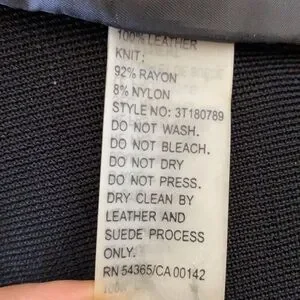 100% LEATHER
KNIT;
92% RAYON
8% NYLON
STYLE NO: 3T180789
DO NOT WASH.
DO NOT BLEACH.
DO NOT DRY
DO NOT PRESS.
DRY CLEAN BY
LEATHER AND
SUEDE PROCESS
ONLY.
RN 54365/CA 00142